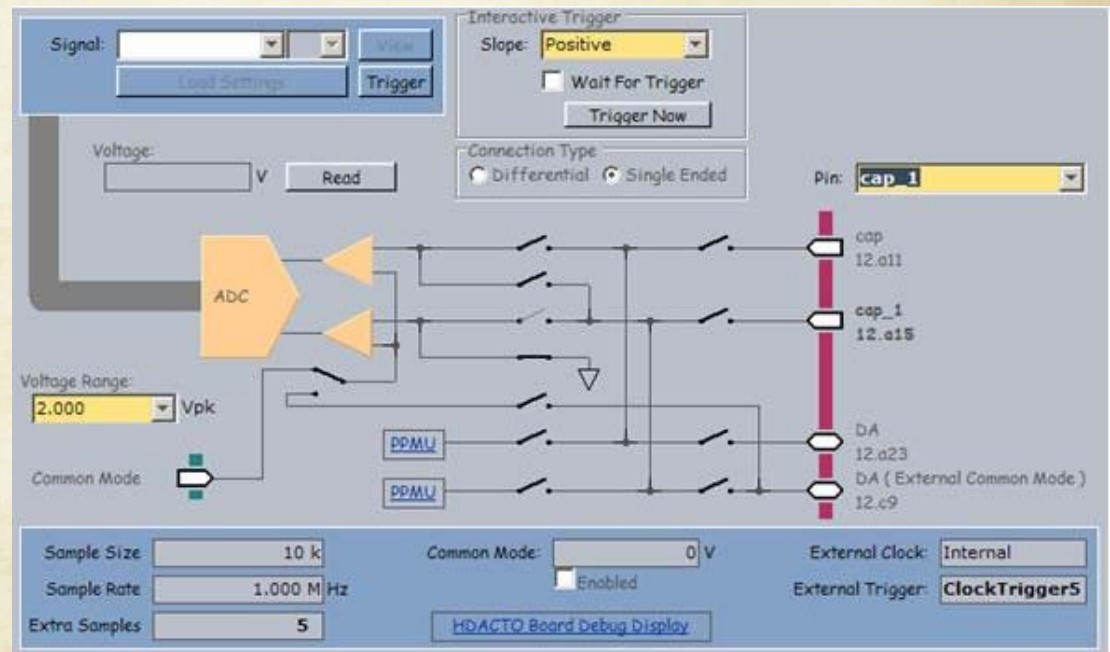 Interactive Trigger
Signal:
View
Slope: Positive
Load Settings
Trigger
Wait For Trigger
Trigger Now
Voltage:
V
Read
Connection Type
Differential
Single Ended
Pin: cap_1
cap
12.a11
ADC
cap_1
12.a15
Voltage Range:
2.000
Vpk
PPMU
DA
12.a23
Common Mode
PPMU
DA ( External Common Mode )
12.c9
Sample Size 10 k
Common Mode: 0 V
External Clock: Internal
Sample Rate 1.000 M Hz
Enabled
External Trigger: ClockTrigger5
Extra Samples 5
HDACTO Board Debug Display